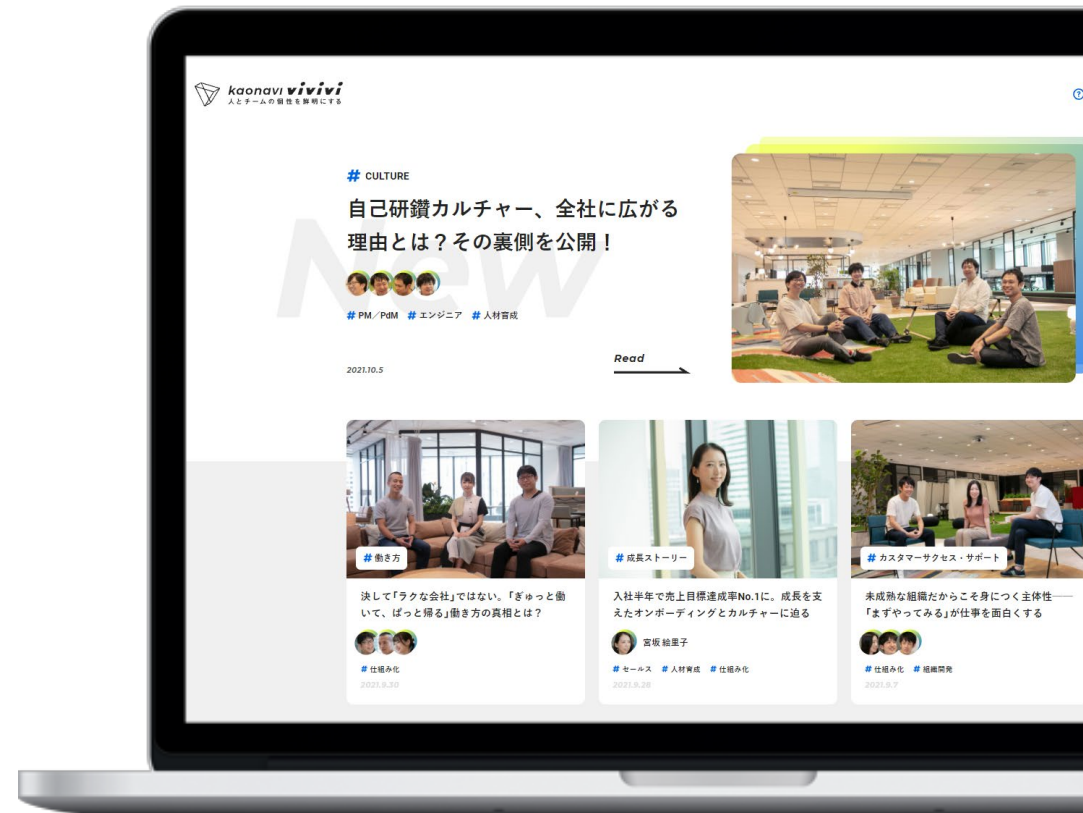 kaonavi vivivi
人とチームの個性を鮮明にする
New
# CULTURE
自己研鑽カルチャー、全社に広がる
理由とは？その裏側を公開！
# PM／PdM # エンジニア # 人材育成
2021.10.5
Read
# 働き方
決して「ラクな会社」ではない。「ぎゅっと働
いて、ぱっと帰る」働き方の真相とは？
# 仕組み化
2021.9.30
# 成長ストーリー
入社半年で売上目標達成率No.1に。成長を支
えたオンボーディングとカルチャーに迫る
宮坂 絵里子
# セールス # 人材育成 # 仕組み化
2021.9.28
# カスタマーサクセス・サポート
未成熟な組織だからこそ身につく主体性──
「まずやってみる」が仕事を面白くする
# 仕組み化 # 組織開発
2021.9.7